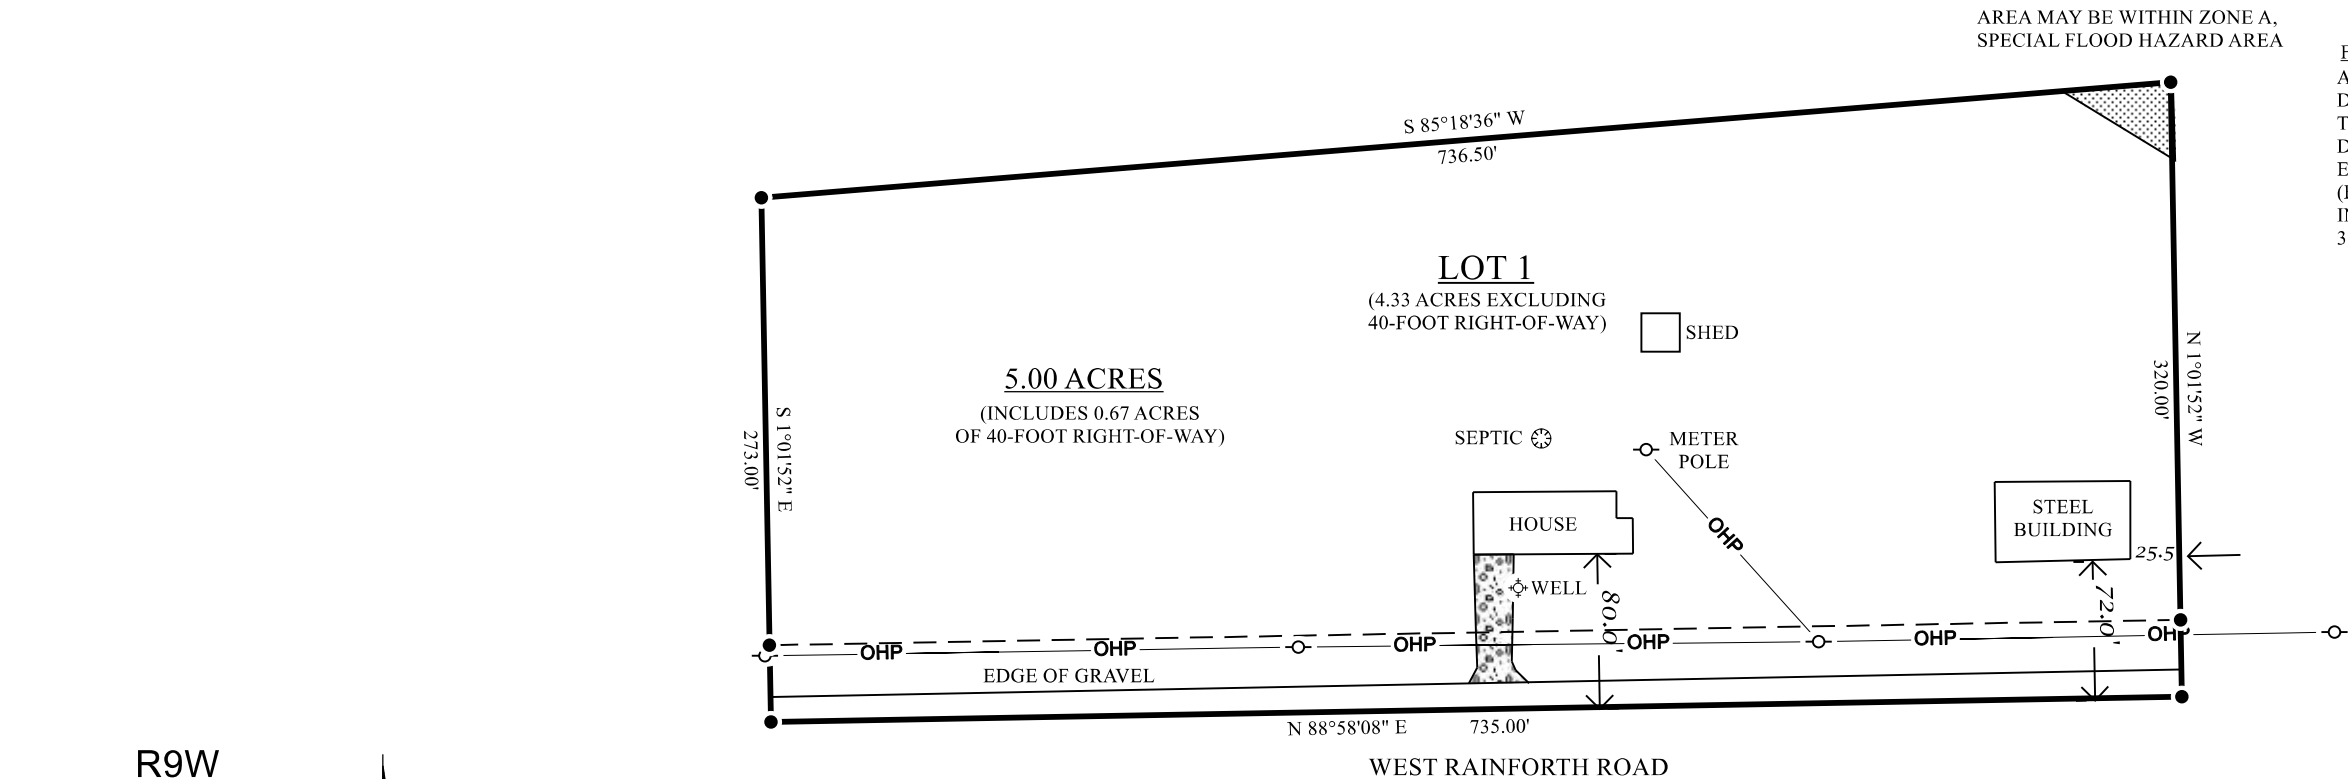 AREA MAY BE WITHIN ZONE A,
SPECIAL FLOOD HAZARD AREA
S 85°18'36" W
736.50'
LOT 1
(4.33 ACRES EXCLUDING
40-FOOT RIGHT-OF-WAY)
SHED
5.00 ACRES
(INCLUDES 0.67 ACRES
OF 40-FOOT RIGHT-OF-WAY)
S 1°01'52" E
273.00'
N 1°01'52" W
320.00'
SEPTIC
METER
POLE
OHP
HOUSE
STEEL
BUILDING
25.5
WELL
80.0'
72.0'
OHP
OHP
OHP
OHP
OHP
OHP
EDGE OF GRAVEL
N 88°58'08" E 735.00'
WEST RAINFORTH ROAD
R9W